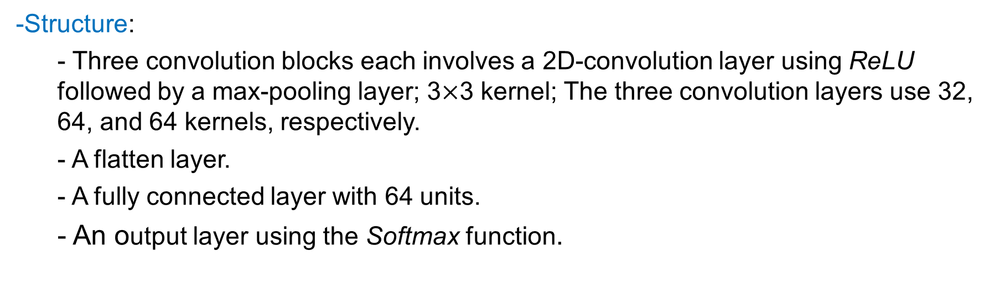 -Structure:
- Three convolution blocks each involves a 2D-convolution layer using ReLU
followed by a max-pooling layer; 3×3 kernel; The three convolution layers use 32,
64, and 64 kernels, respectively.
- A flatten layer.
- A fully connected layer with 64 units.
- An output layer using the Softmax function.